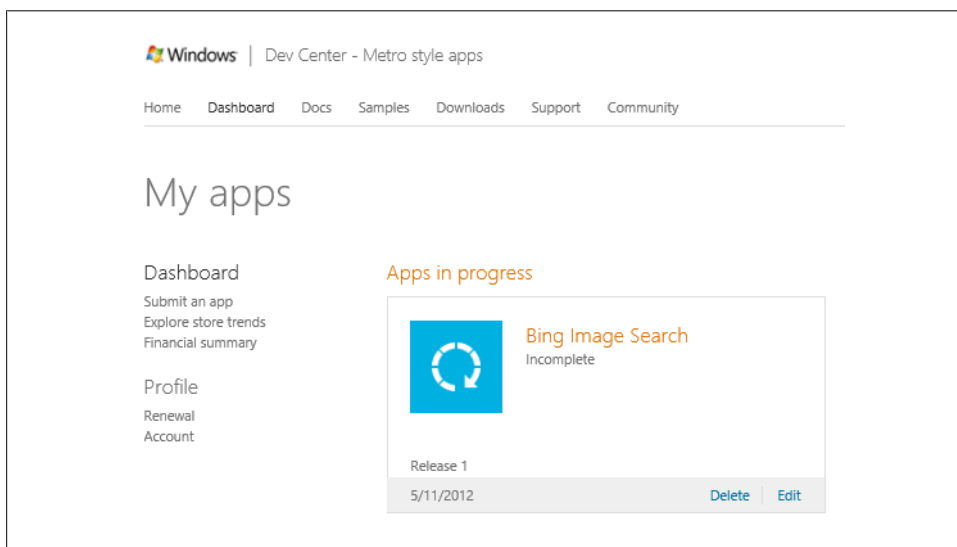 Windows | Dev Center - Metro style apps
Home Dashboard Docs Samples Downloads Support Community
My apps
Dashboard
Submit an app
Explore store trends
Financial summary
Profile
Renewal
Account
Apps in progress
Bing Image Search
Incomplete
Release 1
5/11/2012 Delete Edit